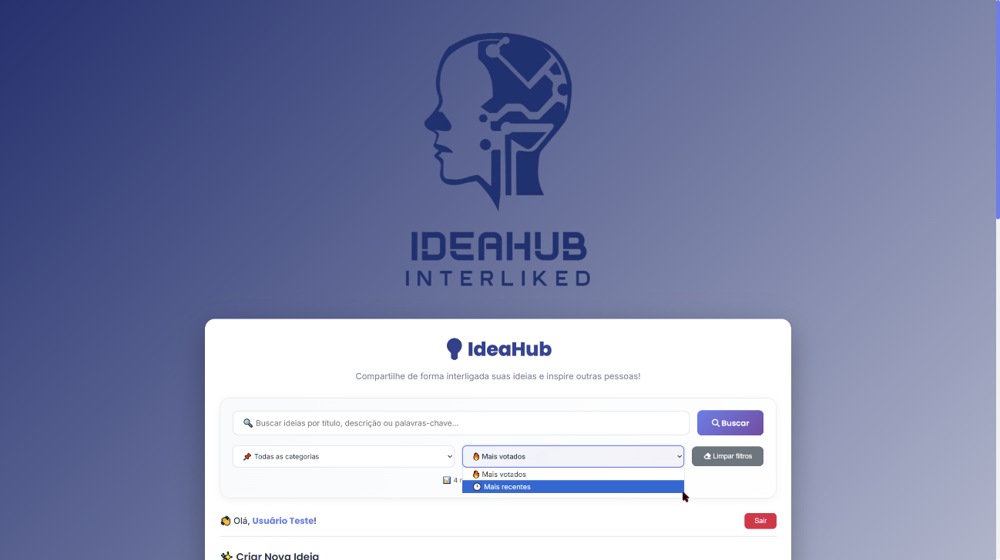 IDEAHUB
INTERLIKED
IdeaHub
Compartilhe de forma interligada suas ideias e inspire outras pessoas!
🔍 Buscar ideias por título, descrição ou palavras-chave...
Buscar
📌 Todas as categorias
🔥 Mais votados
Limpar filtros
🔥 Mais votados
🕐 Mais recentes
📊 4
👋 Olá, Usuário Teste!
Sair
✨ Criar Nova Ideia